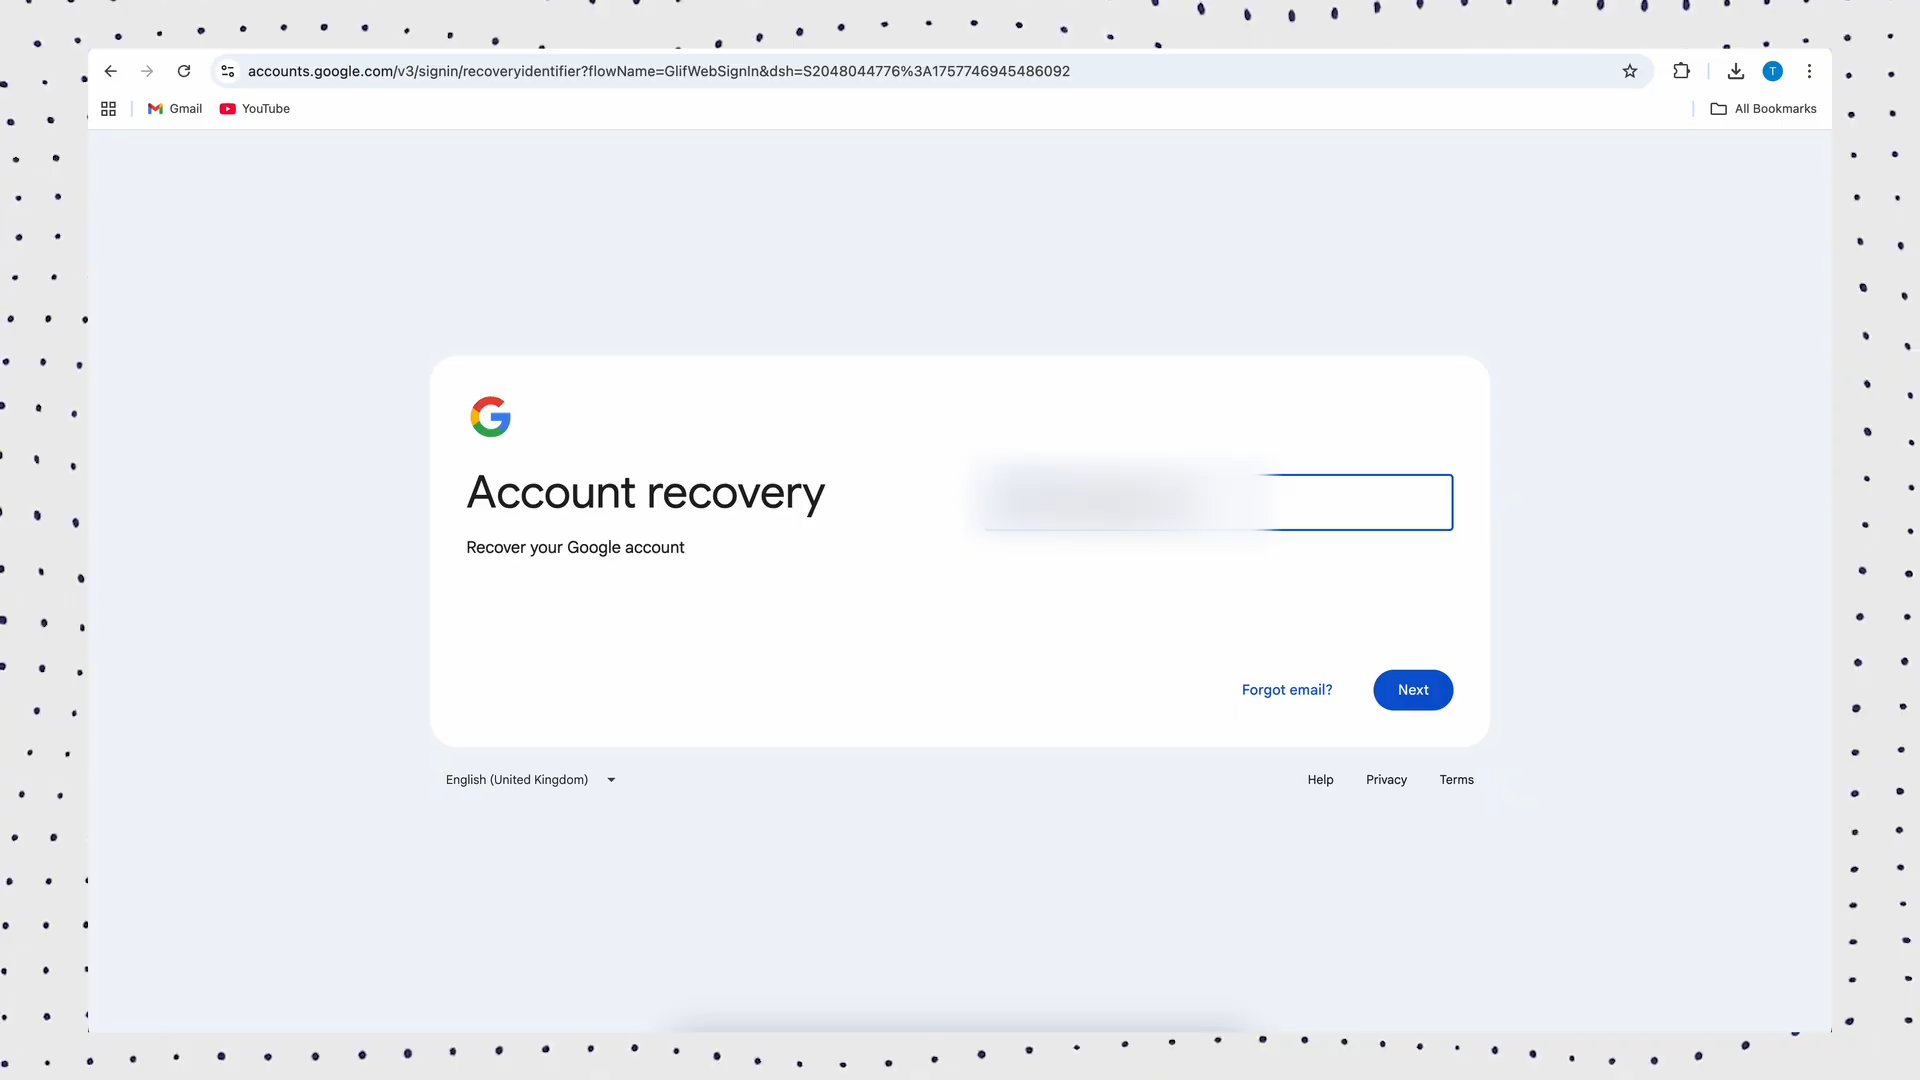 accounts.google.com/v3/signin/recoveryidentifier?flowName=GlifWebSignIn&dsh=S2048044776%3A1757746945486092
T
Gmail
YouTube
All Bookmarks
Account recovery
Recover your Google account
Forgot email?
Next
English (United Kingdom)
Help
Privacy
Terms